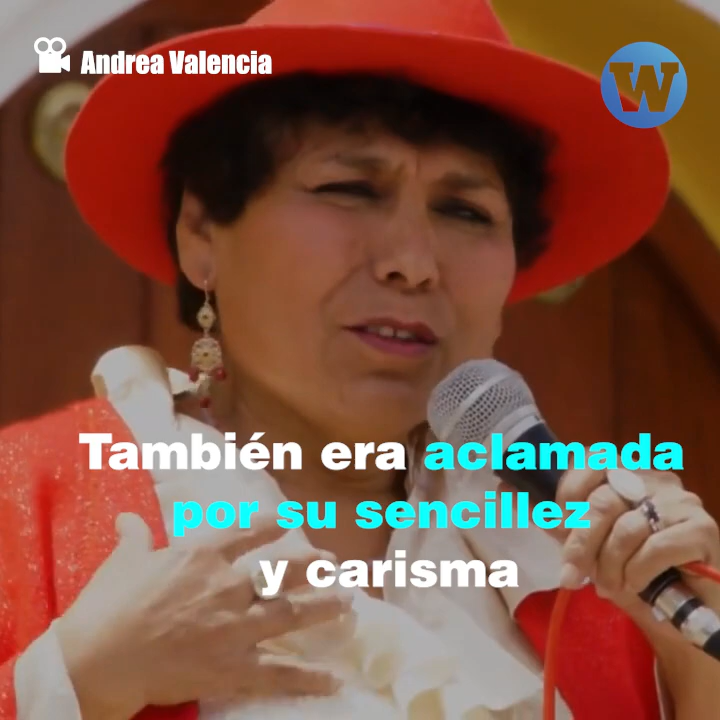 Andrea Valencia
W
También era aclamada
por su sencillez
y carisma